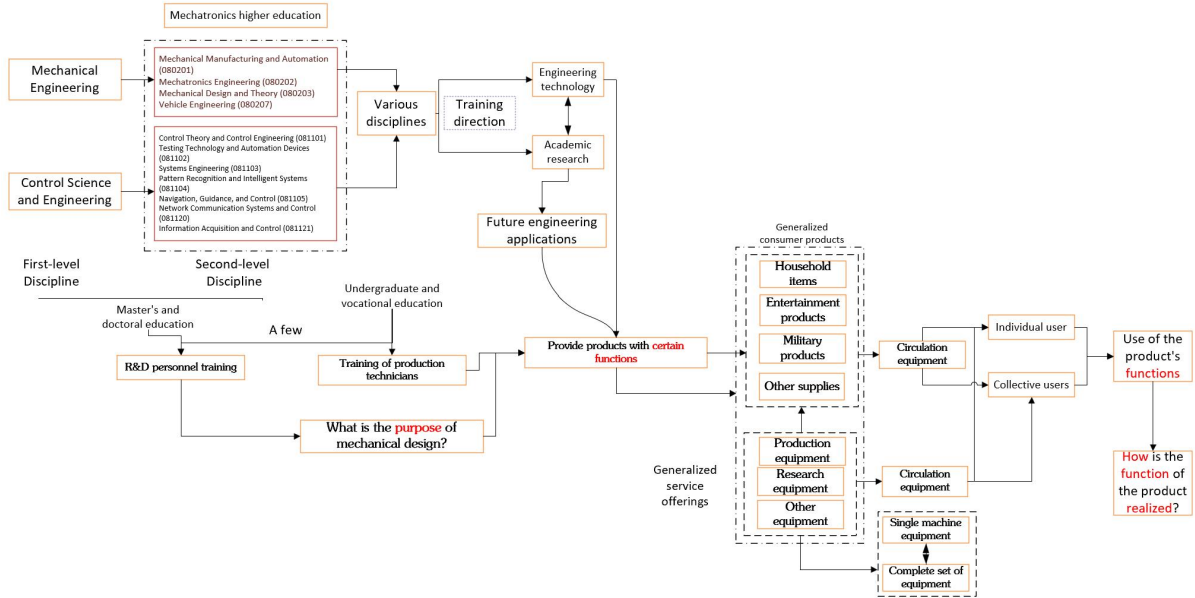 Mechatronics higher education
Mechanical
Engineering
Mechanical Manufacturing and Automation
(080201)
Mechatronics Engineering (080202)
Mechanical Design and Theory (080203)
Vehicle Engineering (080207)
Control Science
and Engineering
Control Theory and Control Engineering (081101)
Testing Technology and Automation Devices
(081102)
Systems Engineering (081103)
Pattern Recognition and Intelligent Systems
(081104)
Navigation, Guidance, and Control (081105)
Network Communication Systems and Control
(081120)
Information Acquisition and Control (081121)
Various
disciplines
Training
direction
Engineering
technology
Academic
research
Future engineering
applications
First-level
Discipline
Second-level
Discipline
Master's and
doctoral education
A few
Undergraduate and
vocational education
R&D personnel training
Training of production
technicians
What is the purpose of
mechanical design?
Provide products with certain
functions
Generalized
consumer products
Household
items
Entertainment
products
Military
products
Other supplies
Generalized
service
offerings
Production
equipment
Research
equipment
Other
equipment
Circulation
equipment
Circulation
equipment
Single machine
equipment
Complete set of
equipment
Individual user
Collective users
Use of the
product's
functions
How is the
function of
the product
realized?